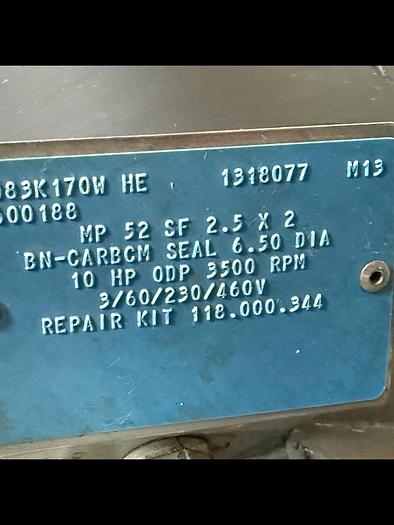 83K170W HE 1318077 M13
00188
MP 52 SF 2.5 X 2
BN-CARBCM SEAL 6.50 DIA
10 HP ODP 3500 RPM
3/60/230/460V
REPAIR KIT 118.000.344